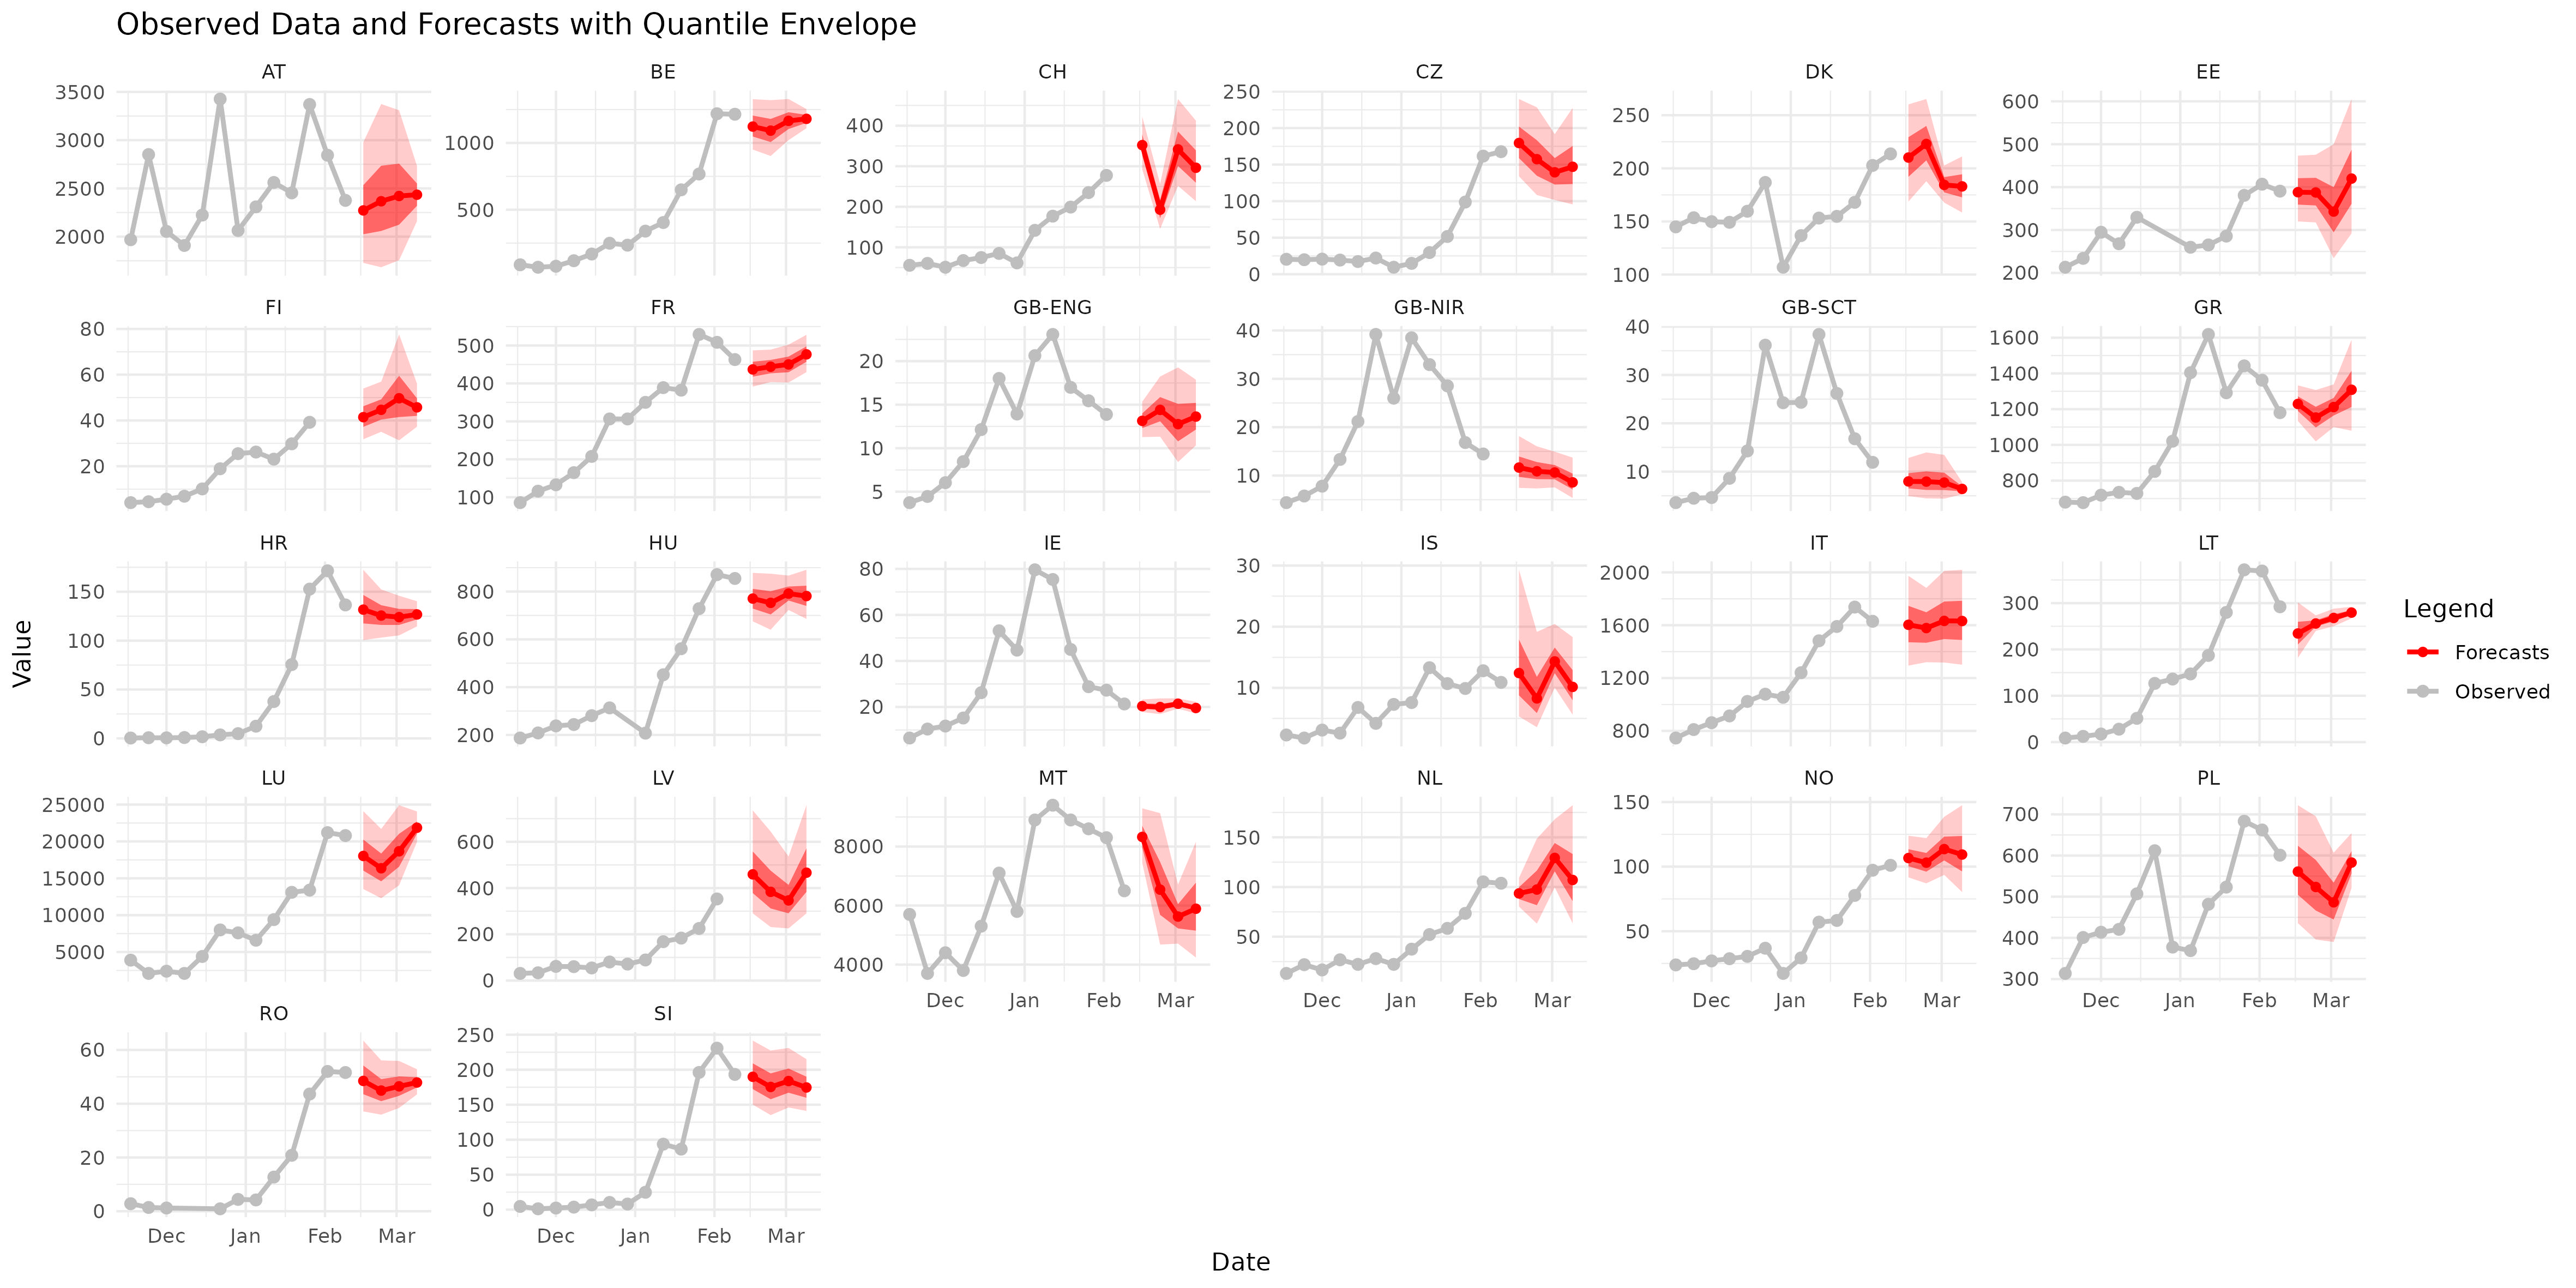 Observed Data and Forecasts with Quantile Envelope
AT BE CH CZ DK EE
3500 3000 2500 2000
1000 500
400 300 200 100
250 200 150 100 50 0
250 200 150 100
600 500 400 300 200
FI FR GB-ENG GB-NIR GB-SCT GR
80 60 40 20
500 400 300 200 100
20 15 10 5
40 30 20 10
40 30 20 10
1600 1400 1200 1000 800
HR HU IE IS IT LT
150 100 50 0
800 600 400 200
80 60 40 20
30 20 10
2000 1600 1200 800
300 200 100 0
LU LV MT NL NO PL
25000 20000 15000 10000 5000
600 400 200 0
8000 6000 4000
150 100 50
150 100 50
700 600 500 400 300
Dec Jan Feb Mar
Dec Jan Feb Mar
Dec Jan Feb Mar
Dec Jan Feb Mar
RO SI
60 40 20 0
250 200 150 100 50 0
Dec Jan Feb Mar
Dec Jan Feb Mar
Value
Date
Legend
Forecasts
Observed